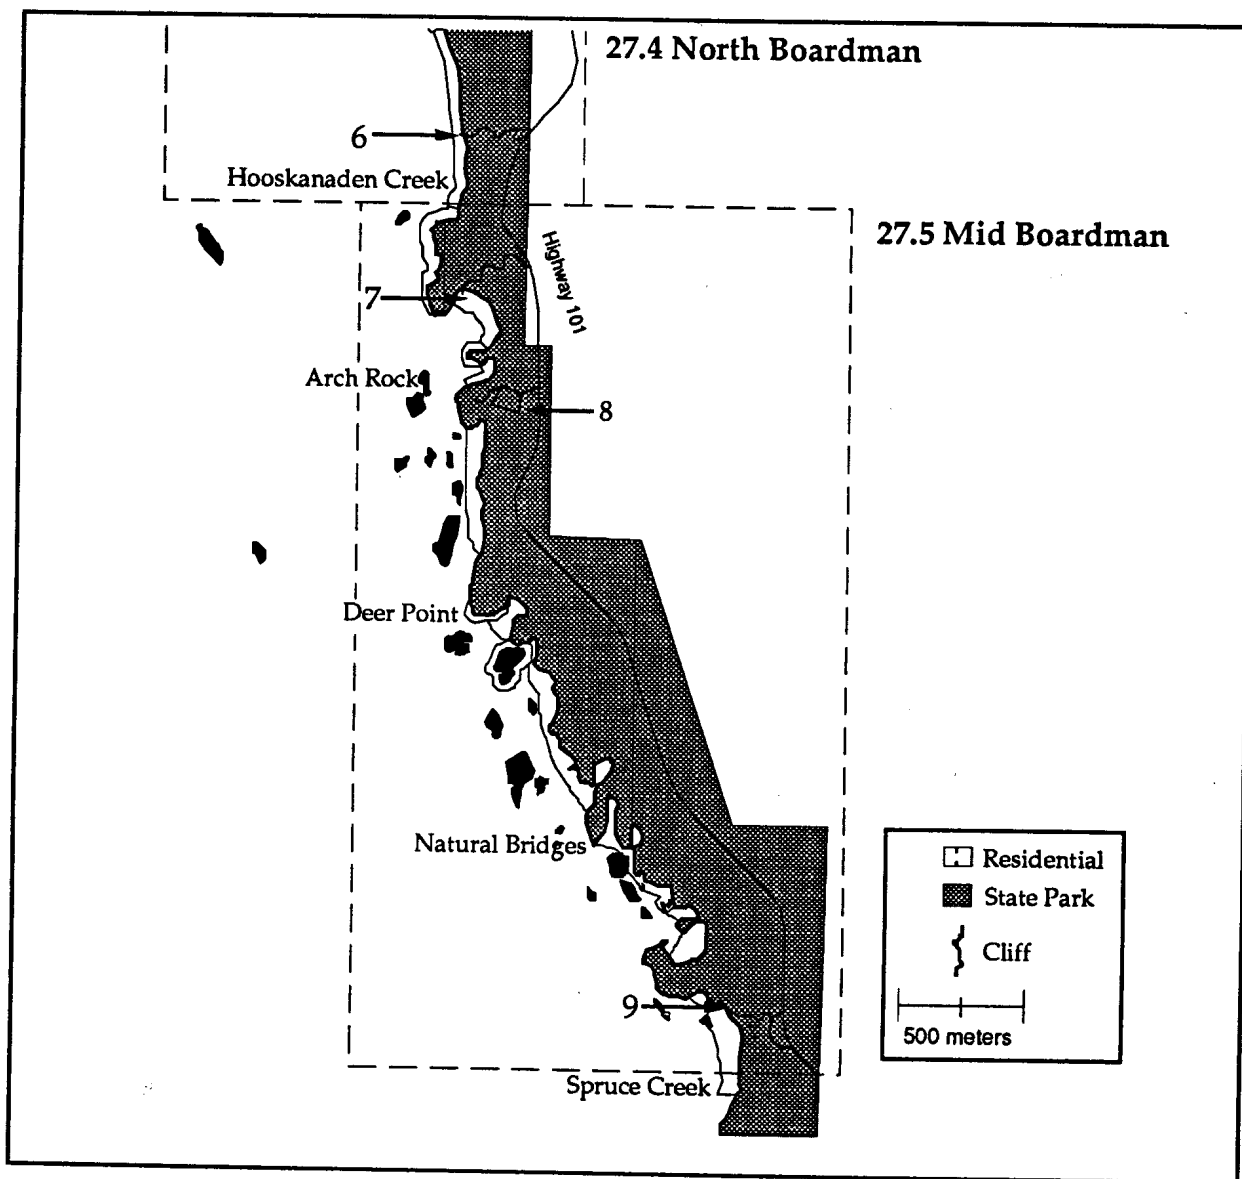 27.4 North Boardman
6
Hooskanaden Creek
27.5 Mid Boardman
Highway 101
7
Arch Rock
8
Deer Point
Natural Bridges
Residential
State Park
Cliff
9
500 meters
Spruce Creek